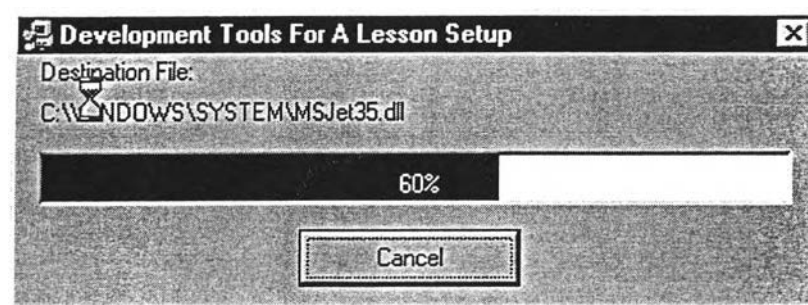 Development Tools For A Lesson Setup
Destination File:
C:\WINDOWS\SYSTEM\MSJet35.dll
60%
Cancel